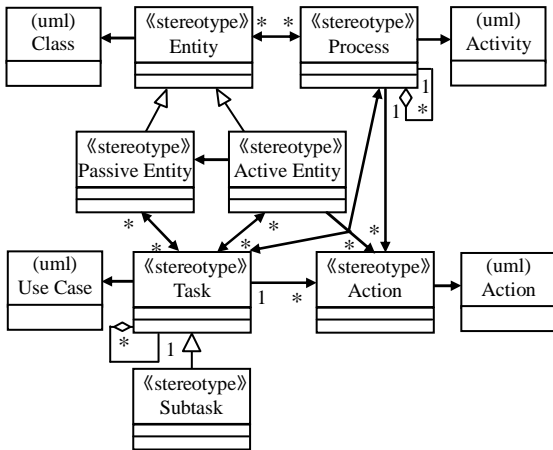 (uml)
Class
《stereotype》
Entity
* *
《stereotype》
Process
(uml)
Activity
1
1
*
《stereotype》
Passive Entity
《stereotype》
Active Entity
*
*
*
*
*
*
(uml)
Use Case
《stereotype》
Task
1
*
《stereotype》
Action
(uml)
Action
*
1
《stereotype》
Subtask